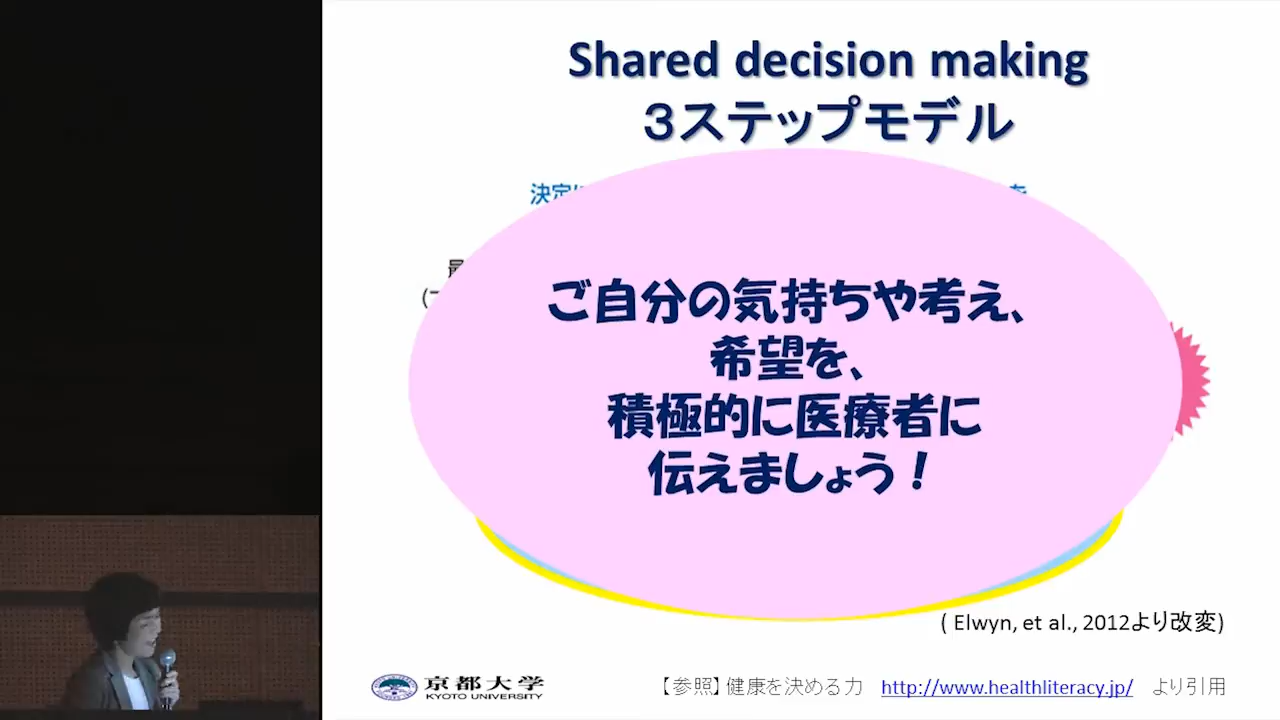 Shared decision making
３ステップモデル
決定
を
ご自分の気持ちや考え、
希望を、
積極的に医療者に
伝えましょう！
( Elwyn, et al., 2012より改変)
京都大学
KYOTO UNIVERSITY
【参照】健康を決める力 http://www.healthliteracy.jp/ より引用